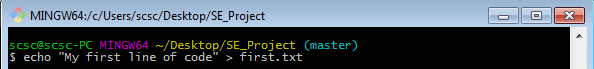 MINGW64:/c/Users/scsc/Desktop/SE_Project
scsc@scsc-PC MINGW64 ~/Desktop/SE_Project (master)
$ echo "My first line of code" > first.txt